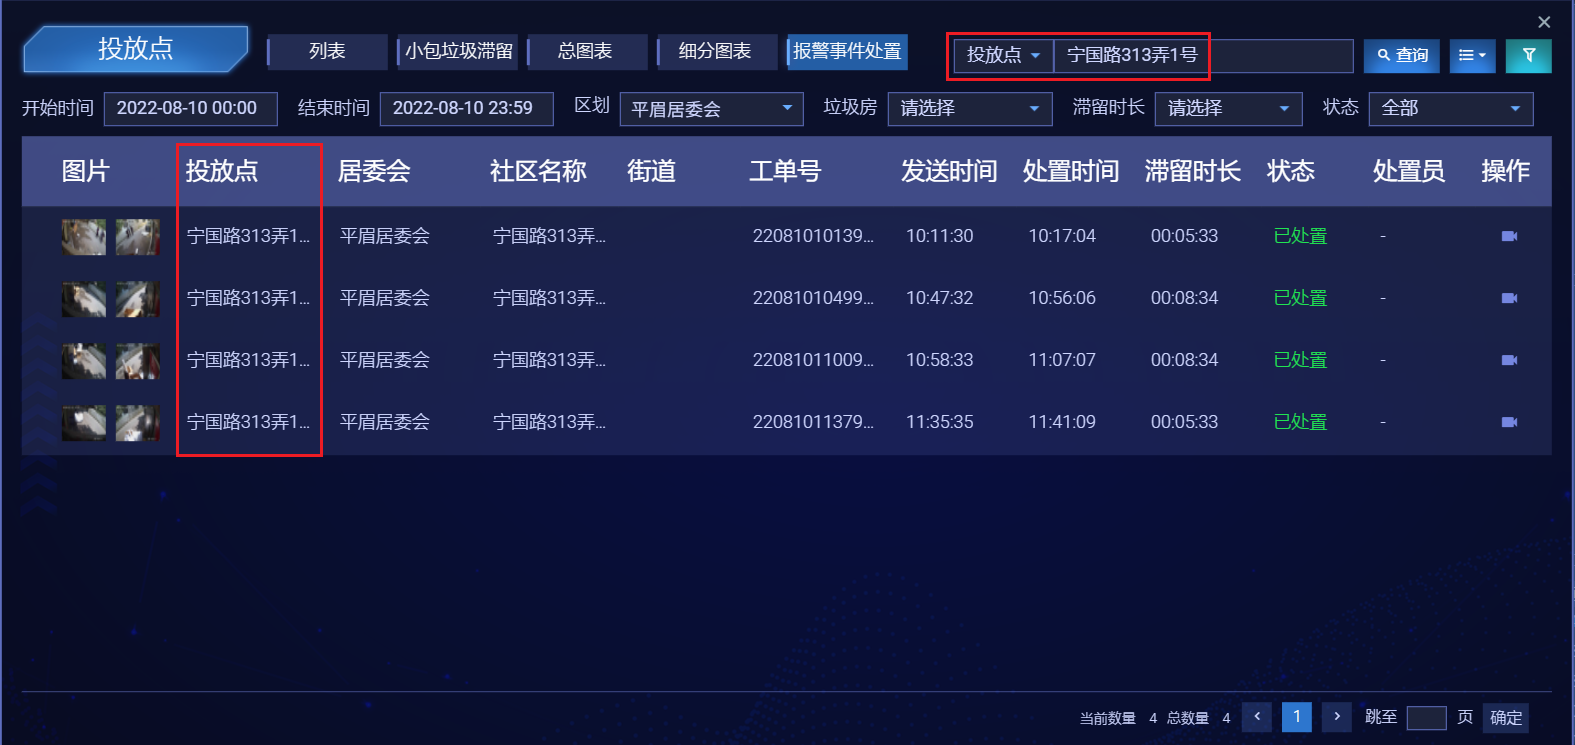 投放点 列表 小包垃圾滞留 总图表 细分图表 报警事件处置 投放点 宁国路313弄1号 查询
开始时间 2022-08-10 00:00 结束时间 2022-08-10 23:59 区划 平眉居委会 垃圾房 请选择 滞留时长 请选择 状态 全部
图片 投放点 居委会 社区名称 街道 工单号 发送时间 处置时间 滞留时长 状态 处置员 操作
宁国路313弄1... 平眉居委会 宁国路313弄... 22081010139... 10:11:30 10:17:04 00:05:33 已处置 -
宁国路313弄1... 平眉居委会 宁国路313弄... 22081010499... 10:47:32 10:56:06 00:08:34 已处置 -
宁国路313弄1... 平眉居委会 宁国路313弄... 22081011009... 10:58:33 11:07:07 00:08:34 已处置 -
宁国路313弄1... 平眉居委会 宁国路313弄... 22081011379... 11:35:35 11:41:09 00:05:33 已处置 -
当前数量 4 总数量 4 1 跳至 页 确定